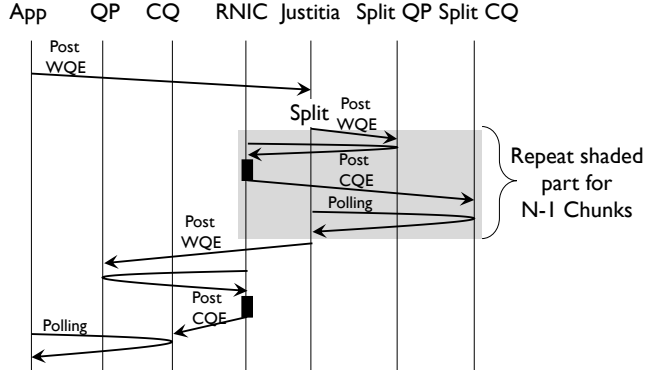 App QP CQ RNIC Justitia Split QP Split CQ
Post
WQE
Split
Post
WQE
Post
CQE
Polling
Repeat shaded
part for
N-1 Chunks
Post
WQE
Post
CQE
Polling